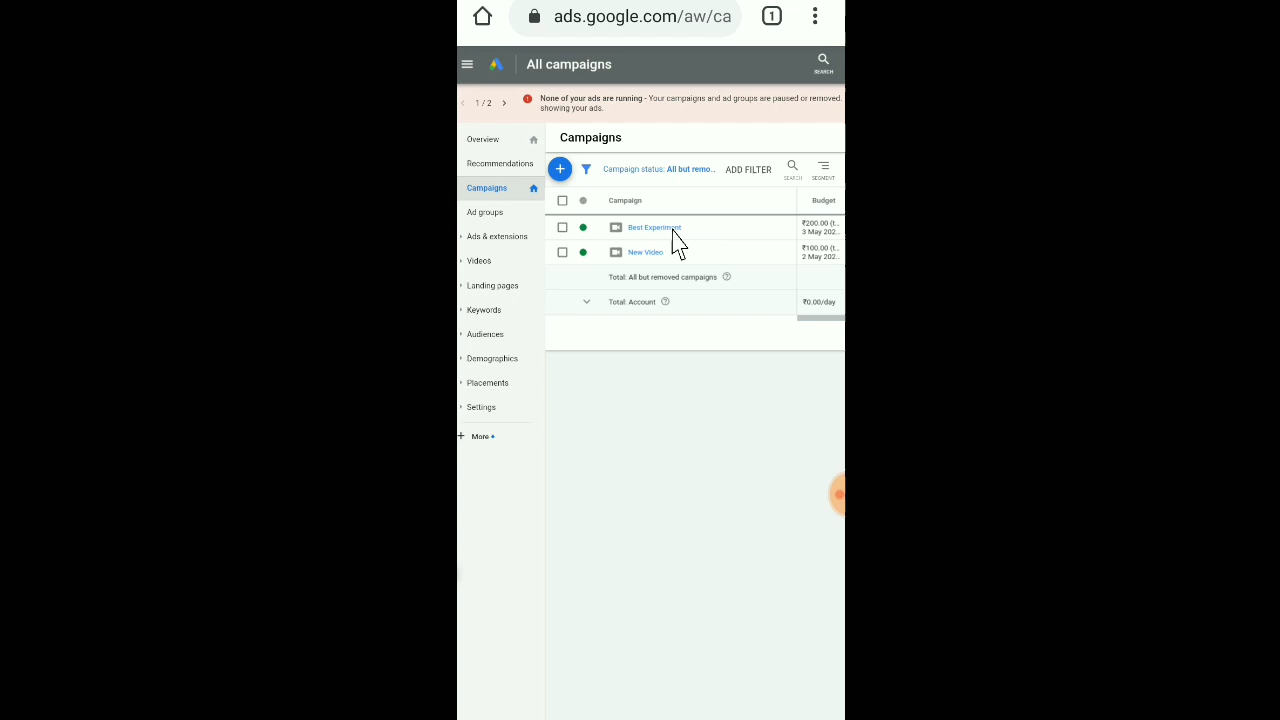 ads.google.com/aw/ca
1
All campaigns
SEARCH
1 / 2
None of your ads are running - Your campaigns and ad groups are paused or removed,
showing your ads.
Overview
Recommendations
Campaigns
Ad groups
Ads & extensions
Videos
Landing pages
Keywords
Audiences
Demographics
Placements
Settings
More
Campaigns
Campaign status: All but remo...
ADD FILTER
SEARCH
SEGMENT
Campaign
Budget
Best Experiment
₹200.00 (t...
3 May 202...
New Video
₹100.00 (t...
2 May 202...
Total: All but removed campaigns
Total: Account
₹0.00/day